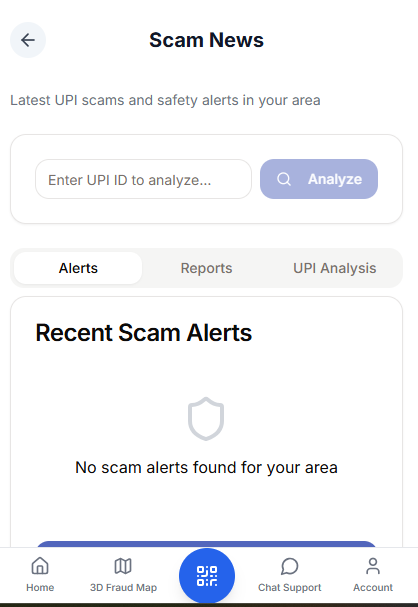 Scam News
Latest UPI scams and safety alerts in your area
Enter UPI ID to analyze...
Analyze
Alerts
Reports
UPI Analysis
Recent Scam Alerts
No scam alerts found for your area
Home
3D Fraud Map
Chat Support
Account